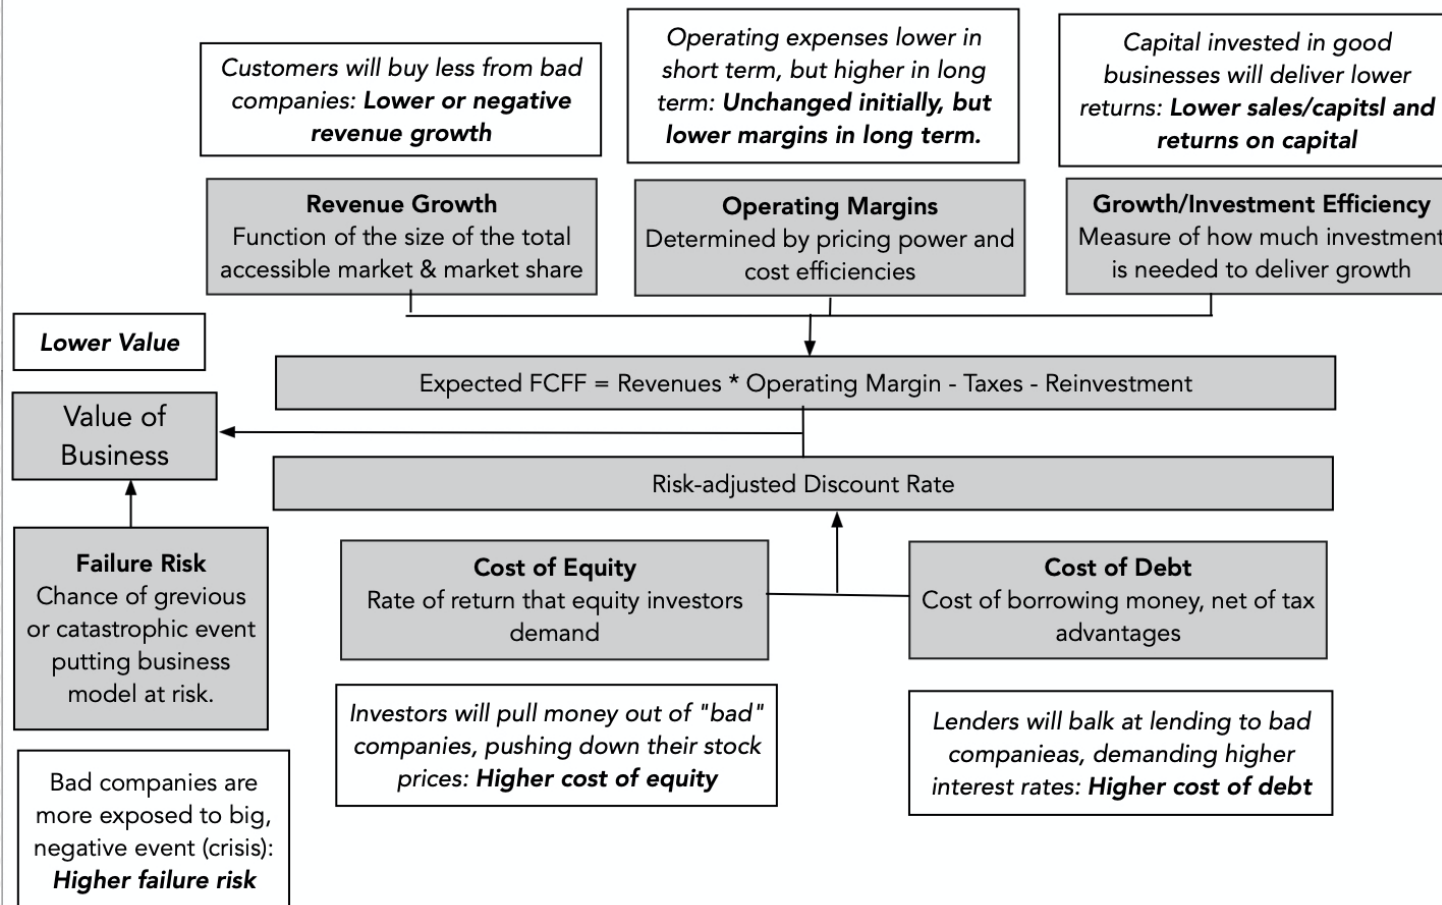 Customers will buy less from bad
companies: Lower or negative
revenue growth
Operating expenses lower in
short term, but higher in long
term: Unchanged initially, but
lower margins in long term.
Capital invested in good
businesses will deliver lower
returns: Lower sales/capitsl and
returns on capital
Revenue Growth
Function of the size of the total
accessible market & market share
Operating Margins
Determined by pricing power and
cost efficiencies
Growth/Investment Efficiency
Measure of how much investment
is needed to deliver growth
Lower Value
Expected FCFF = Revenues * Operating Margin - Taxes - Reinvestment
Value of
Business
Risk-adjusted Discount Rate
Failure Risk
Chance of grevious
or catastrophic event
putting business
model at risk.
Cost of Equity
Rate of return that equity investors
demand
Cost of Debt
Cost of borrowing money, net of tax
advantages
Investors will pull money out of "bad"
companies, pushing down their stock
prices: Higher cost of equity
Lenders will balk at lending to bad
companieas, demanding higher
interest rates: Higher cost of debt
Bad companies are
more exposed to big,
negative event (crisis):
Higher failure risk